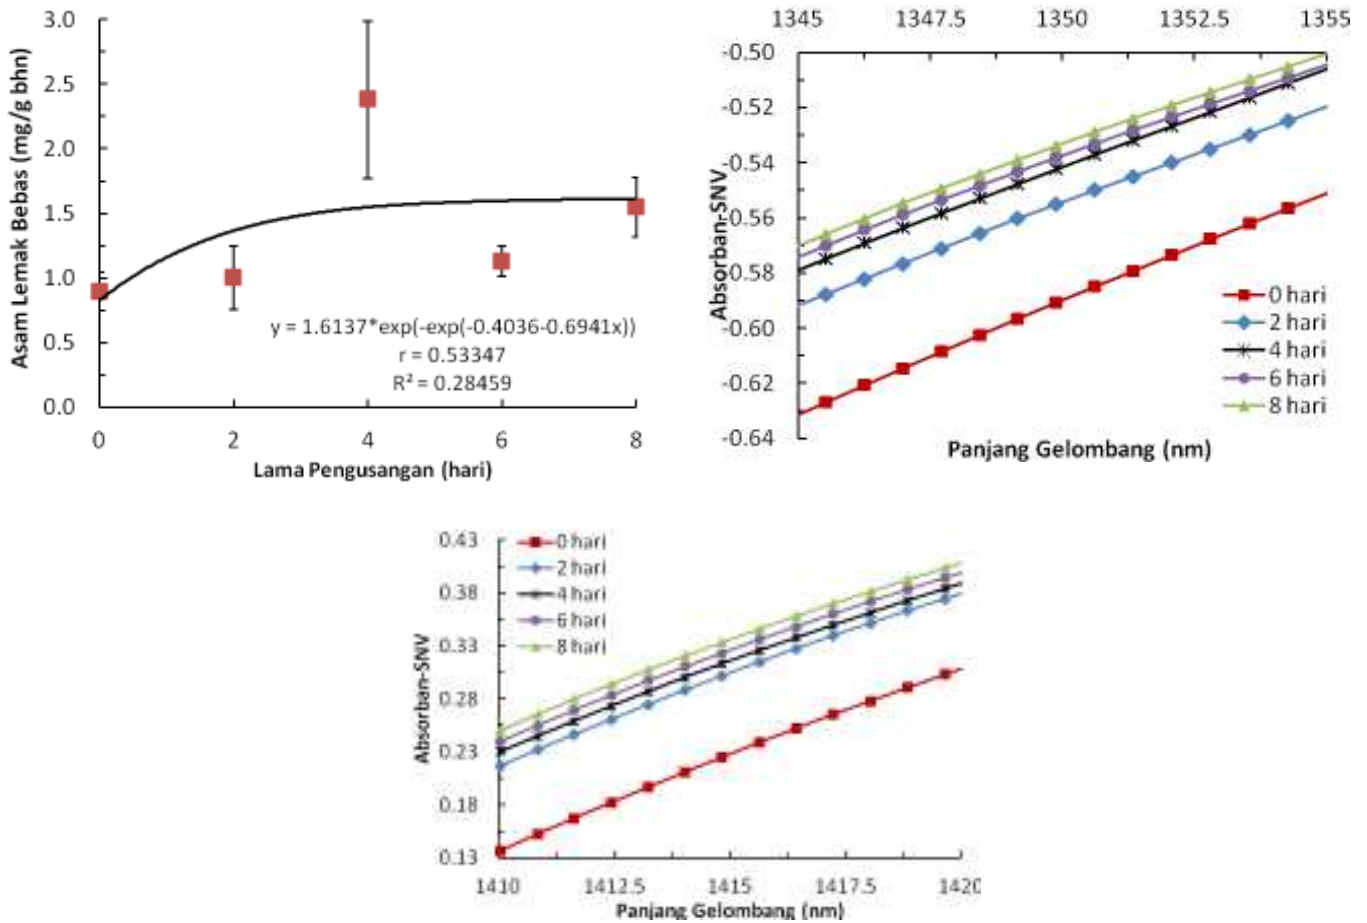 Asam Lemak Bebas (mg/g bhn)
3.0
2.5
2.0
1.5
1.0
0.5
0.0
y = 1.6137*exp(-exp(-0.4036-0.6941x))
r = 0.53347
R² = 0.28459
0 2 4 6 8
Lama Pengusangan (hari)
1345 1347.5 1350 1352.5 1355
Absorban-SNV
-0.50
-0.52
-0.54
-0.56
-0.58
-0.60
-0.62
-0.64
0 hari
2 hari
4 hari
6 hari
8 hari
Panjang Gelombang (nm)
Absorban-SNV
0.43
0.38
0.33
0.28
0.23
0.18
0.13
0 hari
2 hari
4 hari
6 hari
8 hari
1410 1412.5 1415 1417.5 1420
Panjang Gelombang (nm)